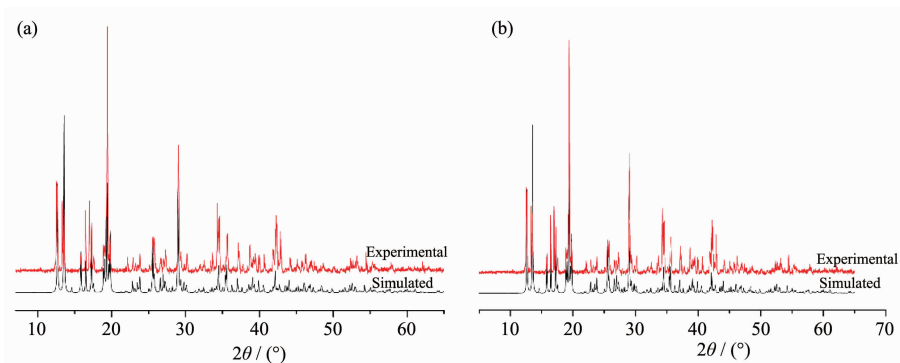 (a)
Experimental
Simulated
10 20 30 40 50 60
2θ / (°)
(b)
Experimental
Simulated
10 20 30 40 50 60 70
2θ / (°)